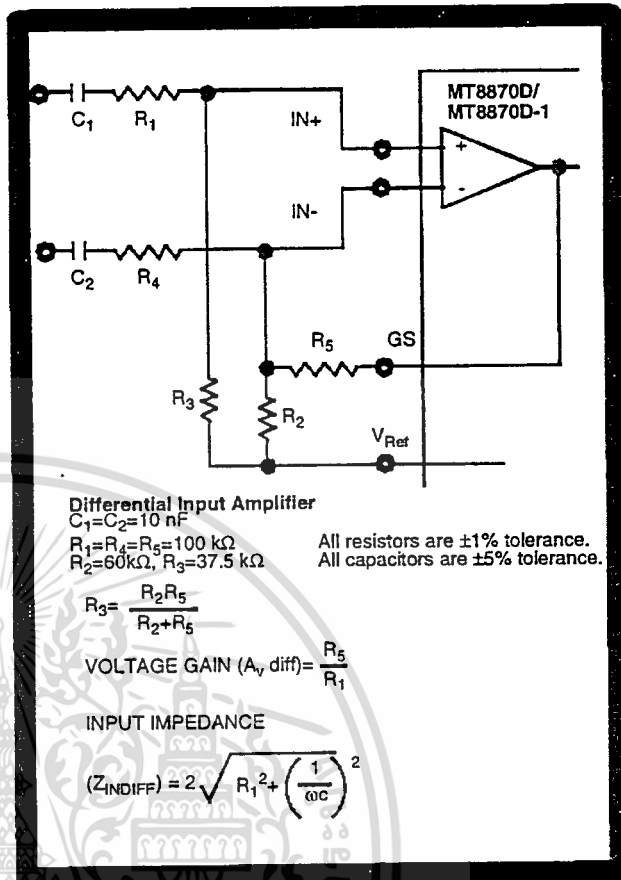 MT8870D/
MT8870D-1
C₁ R₁ IN+
+
-
IN-
C₂ R₄
R₅ GS
R₃ R₂
V_Ref
Differential Input Amplifier
C₁=C₂=10 nF
R₁=R₄=R₅=100 kΩ All resistors are ±1% tolerance.
R₂=60kΩ, R₃=37.5 kΩ All capacitors are ±5% tolerance.
R₃= R₂R₅ / R₂+R₅
VOLTAGE GAIN (Aᵥ diff)= R₅ / R₁
INPUT IMPEDANCE
(Z_INDIFF) = 2 √ R₁²+ (1 / ωc)²